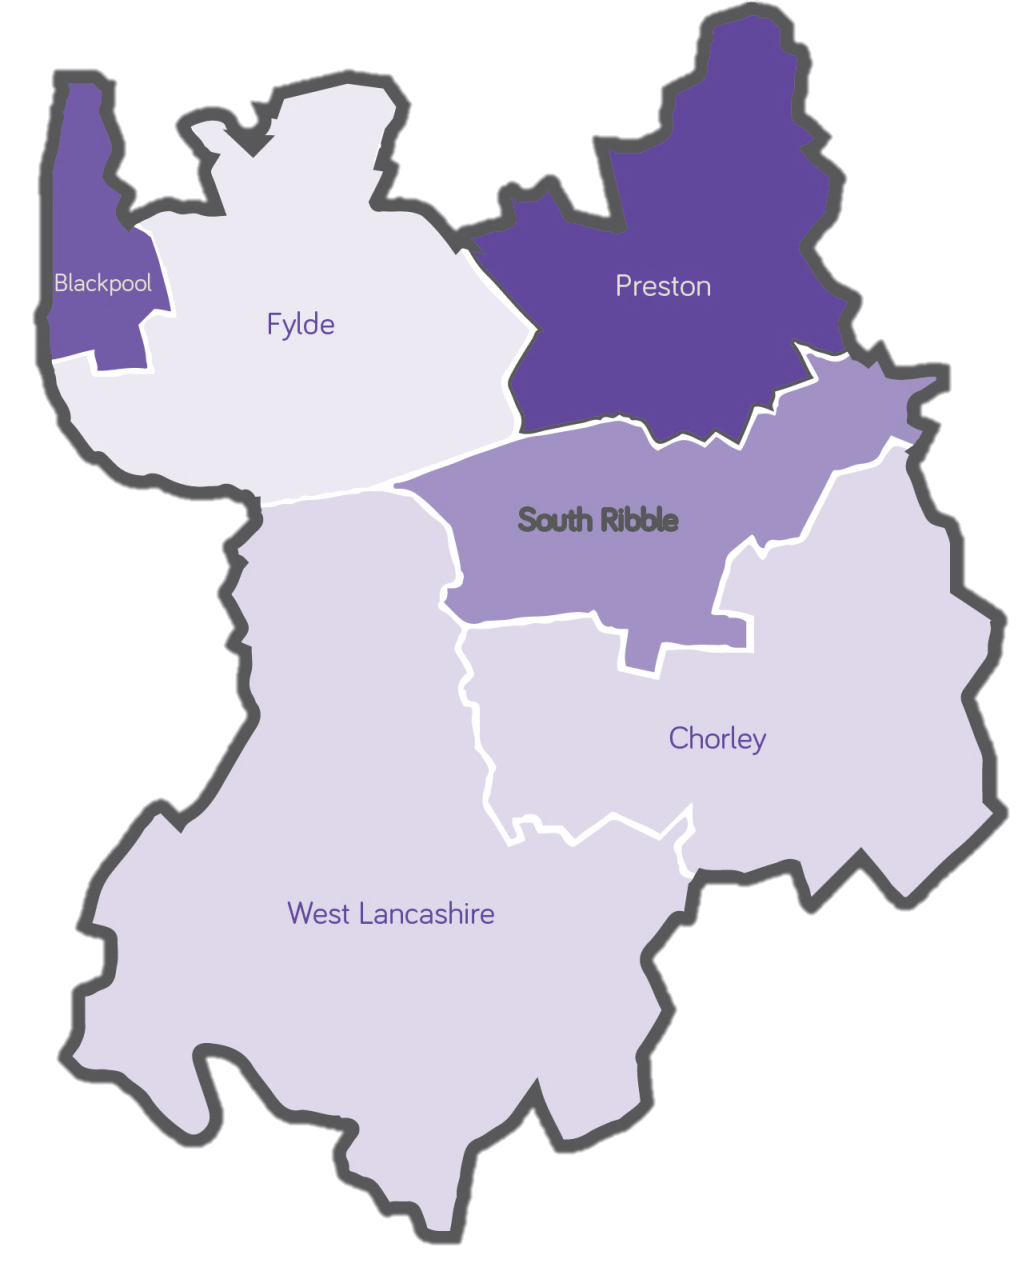 Blackpool
Preston
Fylde
South Ribble
Chorley
West Lancashire